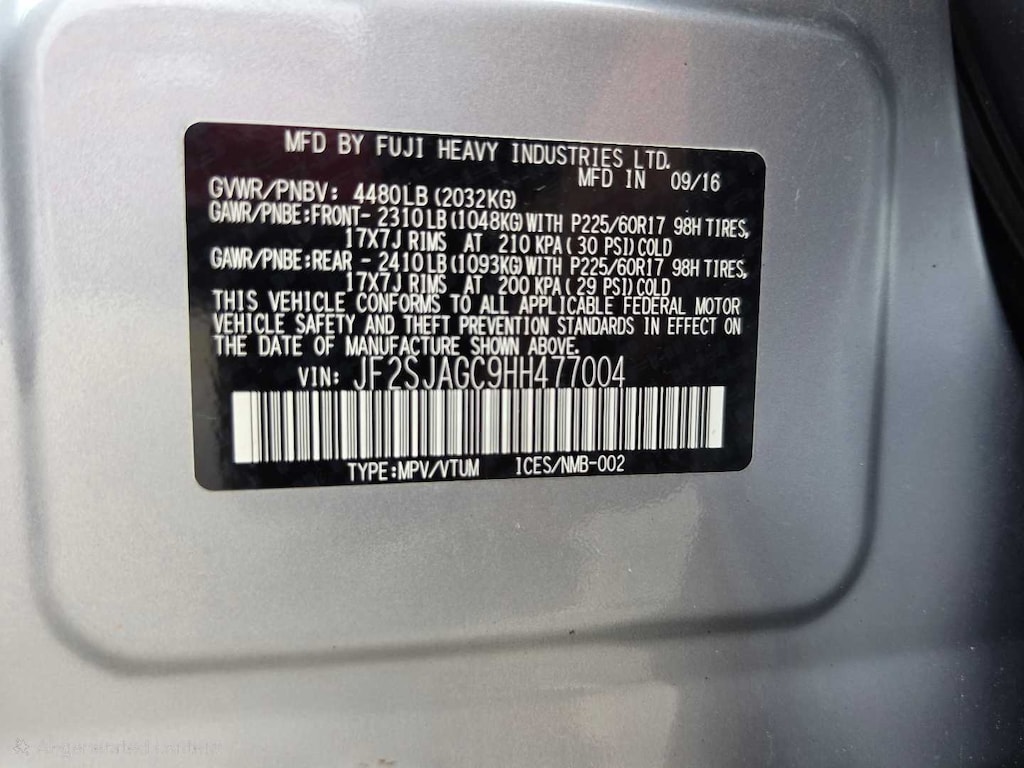 MFD BY FUJI HEAVY INDUSTRIES LTD.
MFD IN 09/16
GVWR/PNBV: 4480LB (2032KG)
GAWR/PNBE:FRONT- 2310LB (1048KG) WITH P225/60R17 98H TIRES,
17X7J RIMS AT 210 KPA ( 30 PSI) COLD
GAWR/PNBE:REAR - 2410LB (1093KG) WITH P225/60R17 98H TIRES,
17X7J RIMS AT 200 KPA ( 29 PSI) COLD
THIS VEHICLE CONFORMS TO ALL APPLICABLE FEDERAL MOTOR
VEHICLE SAFETY AND THEFT PREVENTION STANDARDS IN EFFECT ON
THE DATE OF MANUFACTURE SHOWN ABOVE.
VIN: JF2SJAGC9HH477004
TYPE:MPV/VTUM ICES/NMB-002